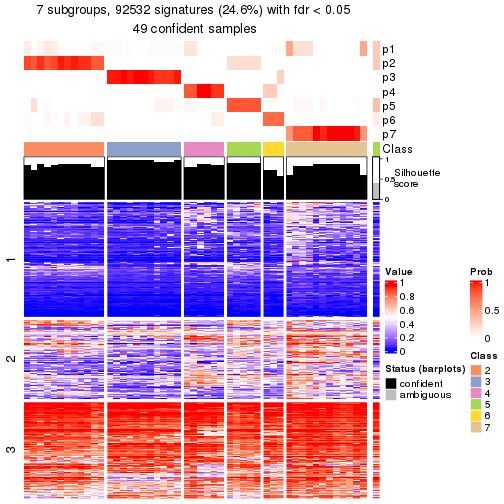 7 subgroups, 92532 signatures (24.6%) with fdr < 0.05
49 confident samples
p1
p2
p3
p4
p5
p6
p7
Class
1
0.5
0
Silhouette
score
1
2
3
Value
1
0.8
0.6
0.4
0.2
0
Status (barplots)
confident
ambiguous
Prob
1
0.5
0
Class
2
3
4
5
6
7